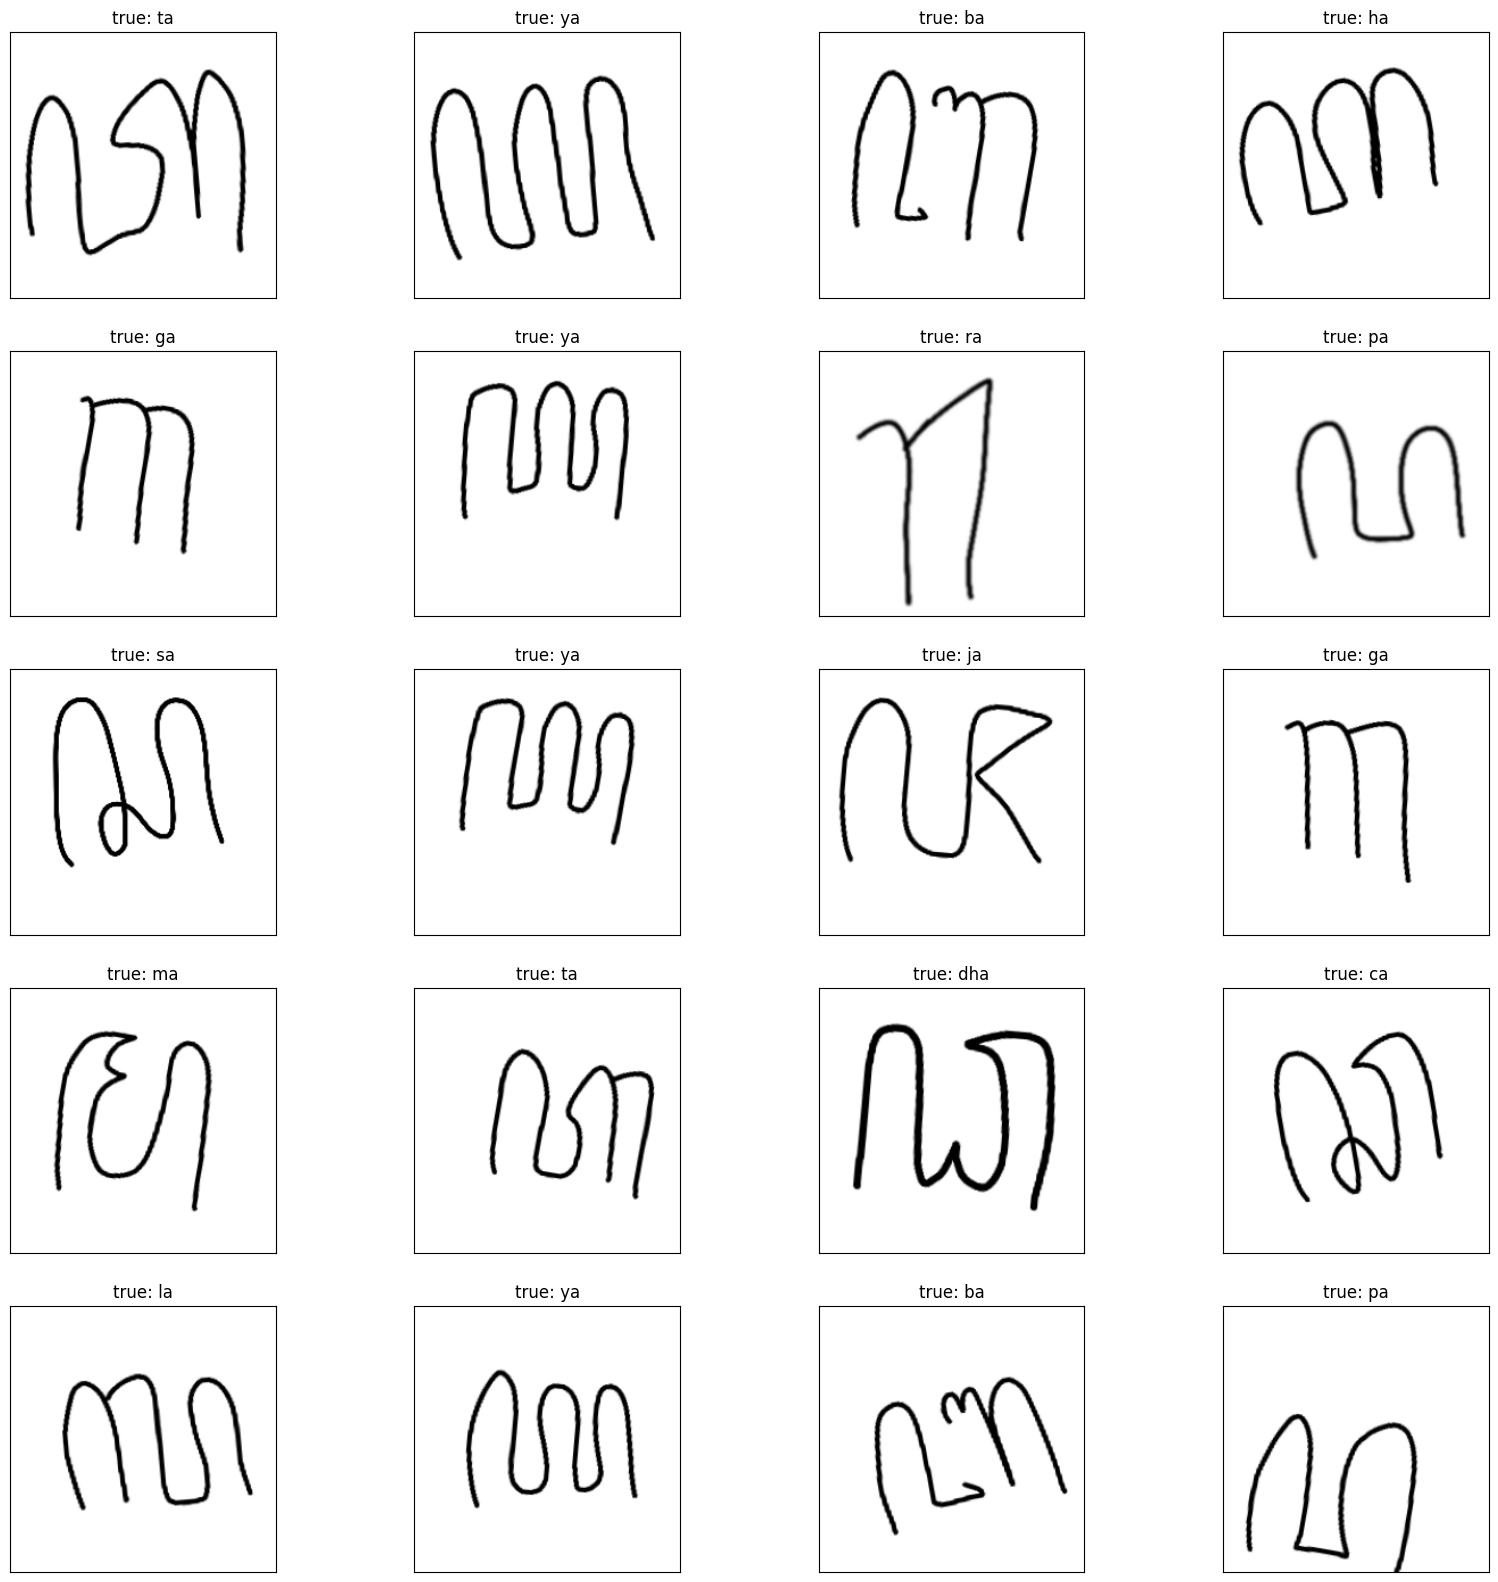 true: ta true: ya true: ba true: ha
ꦠ ꦪ ꦧ ꦲ
true: ga true: ya true: ra true: pa
ꦒ ꦪ ꦫ ꦥ
true: sa true: ya true: ja true: ga
ꦱ ꦪ ꦗ ꦒ
true: ma true: ta true: dha true: ca
ꦩ ꦠ ꦝ ꦕ
true: la true: ya true: ba true: pa
ꦭ ꦪ ꦧ ꦥ